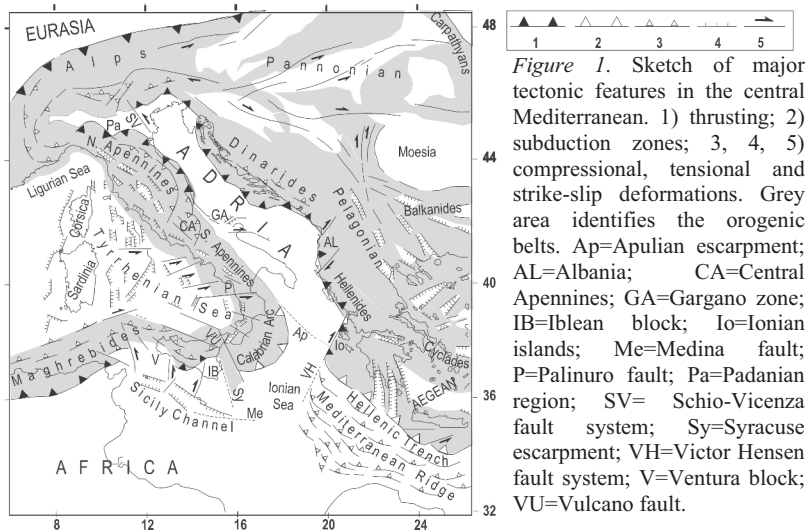 EURASIA
Alps
Pannonian
Carpathyans
48
Pa
SV
N. Apennines
ADRIA
Dinarides
Moesia
44
Ligurian Sea
Corsica
Sardinia
Tyrrhenian Sea
CA
GA
S. Apennines
Pelagonian
Balkanides
AL
40
P
Hellenides
VU
Calabrian Arc
Ap
Io
Cyclades
Maghrebides
V
IB
Sy
Me
VH
Ionian
Sea
36
AEGEAN
Sicily Channel
Hellenic Trench
Mediterranean Ridge
AFRICA
32
8 12 16 20 24
1 2 3 4 5
Figure 1. Sketch of major
tectonic features in the central
Mediterranean. 1) thrusting; 2)
subduction zones; 3, 4, 5)
compressional, tensional and
strike-slip deformations. Grey
area identifies the orogenic
belts. Ap=Apulian escarpment;
AL=Albania; CA=Central
Apennines; GA=Gargano zone;
IB=Iblean block; Io=Ionian
islands; Me=Medina fault;
P=Palinuro fault; Pa=Padanian
region; SV= Schio-Vicenza
fault system; Sy=Syracuse
escarpment; VH=Victor Hensen
fault system; V=Ventura block;
VU=Vulcano fault.